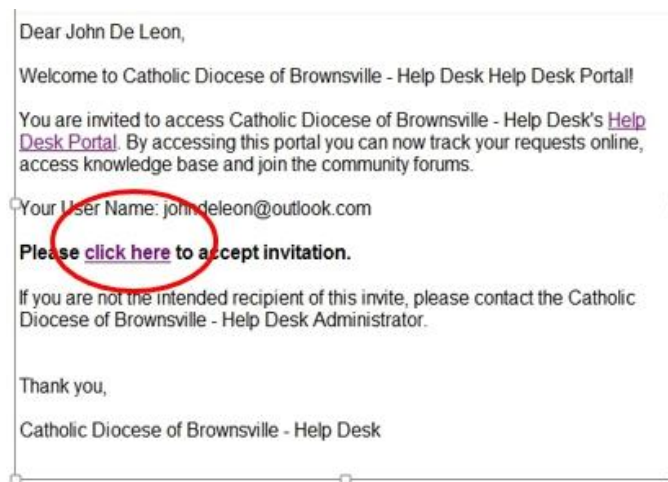 Dear John De Leon,
Welcome to Catholic Diocese of Brownsville - Help Desk Help Desk Portal!
You are invited to access Catholic Diocese of Brownsville - Help Desk's Help
Desk Portal. By accessing this portal you can now track your requests online,
access knowledge base and join the community forums.
Your User Name: johndeleon@outlook.com
Please click here to accept invitation.
If you are not the intended recipient of this invite, please contact the Catholic
Diocese of Brownsville - Help Desk Administrator.
Thank you,
Catholic Diocese of Brownsville - Help Desk